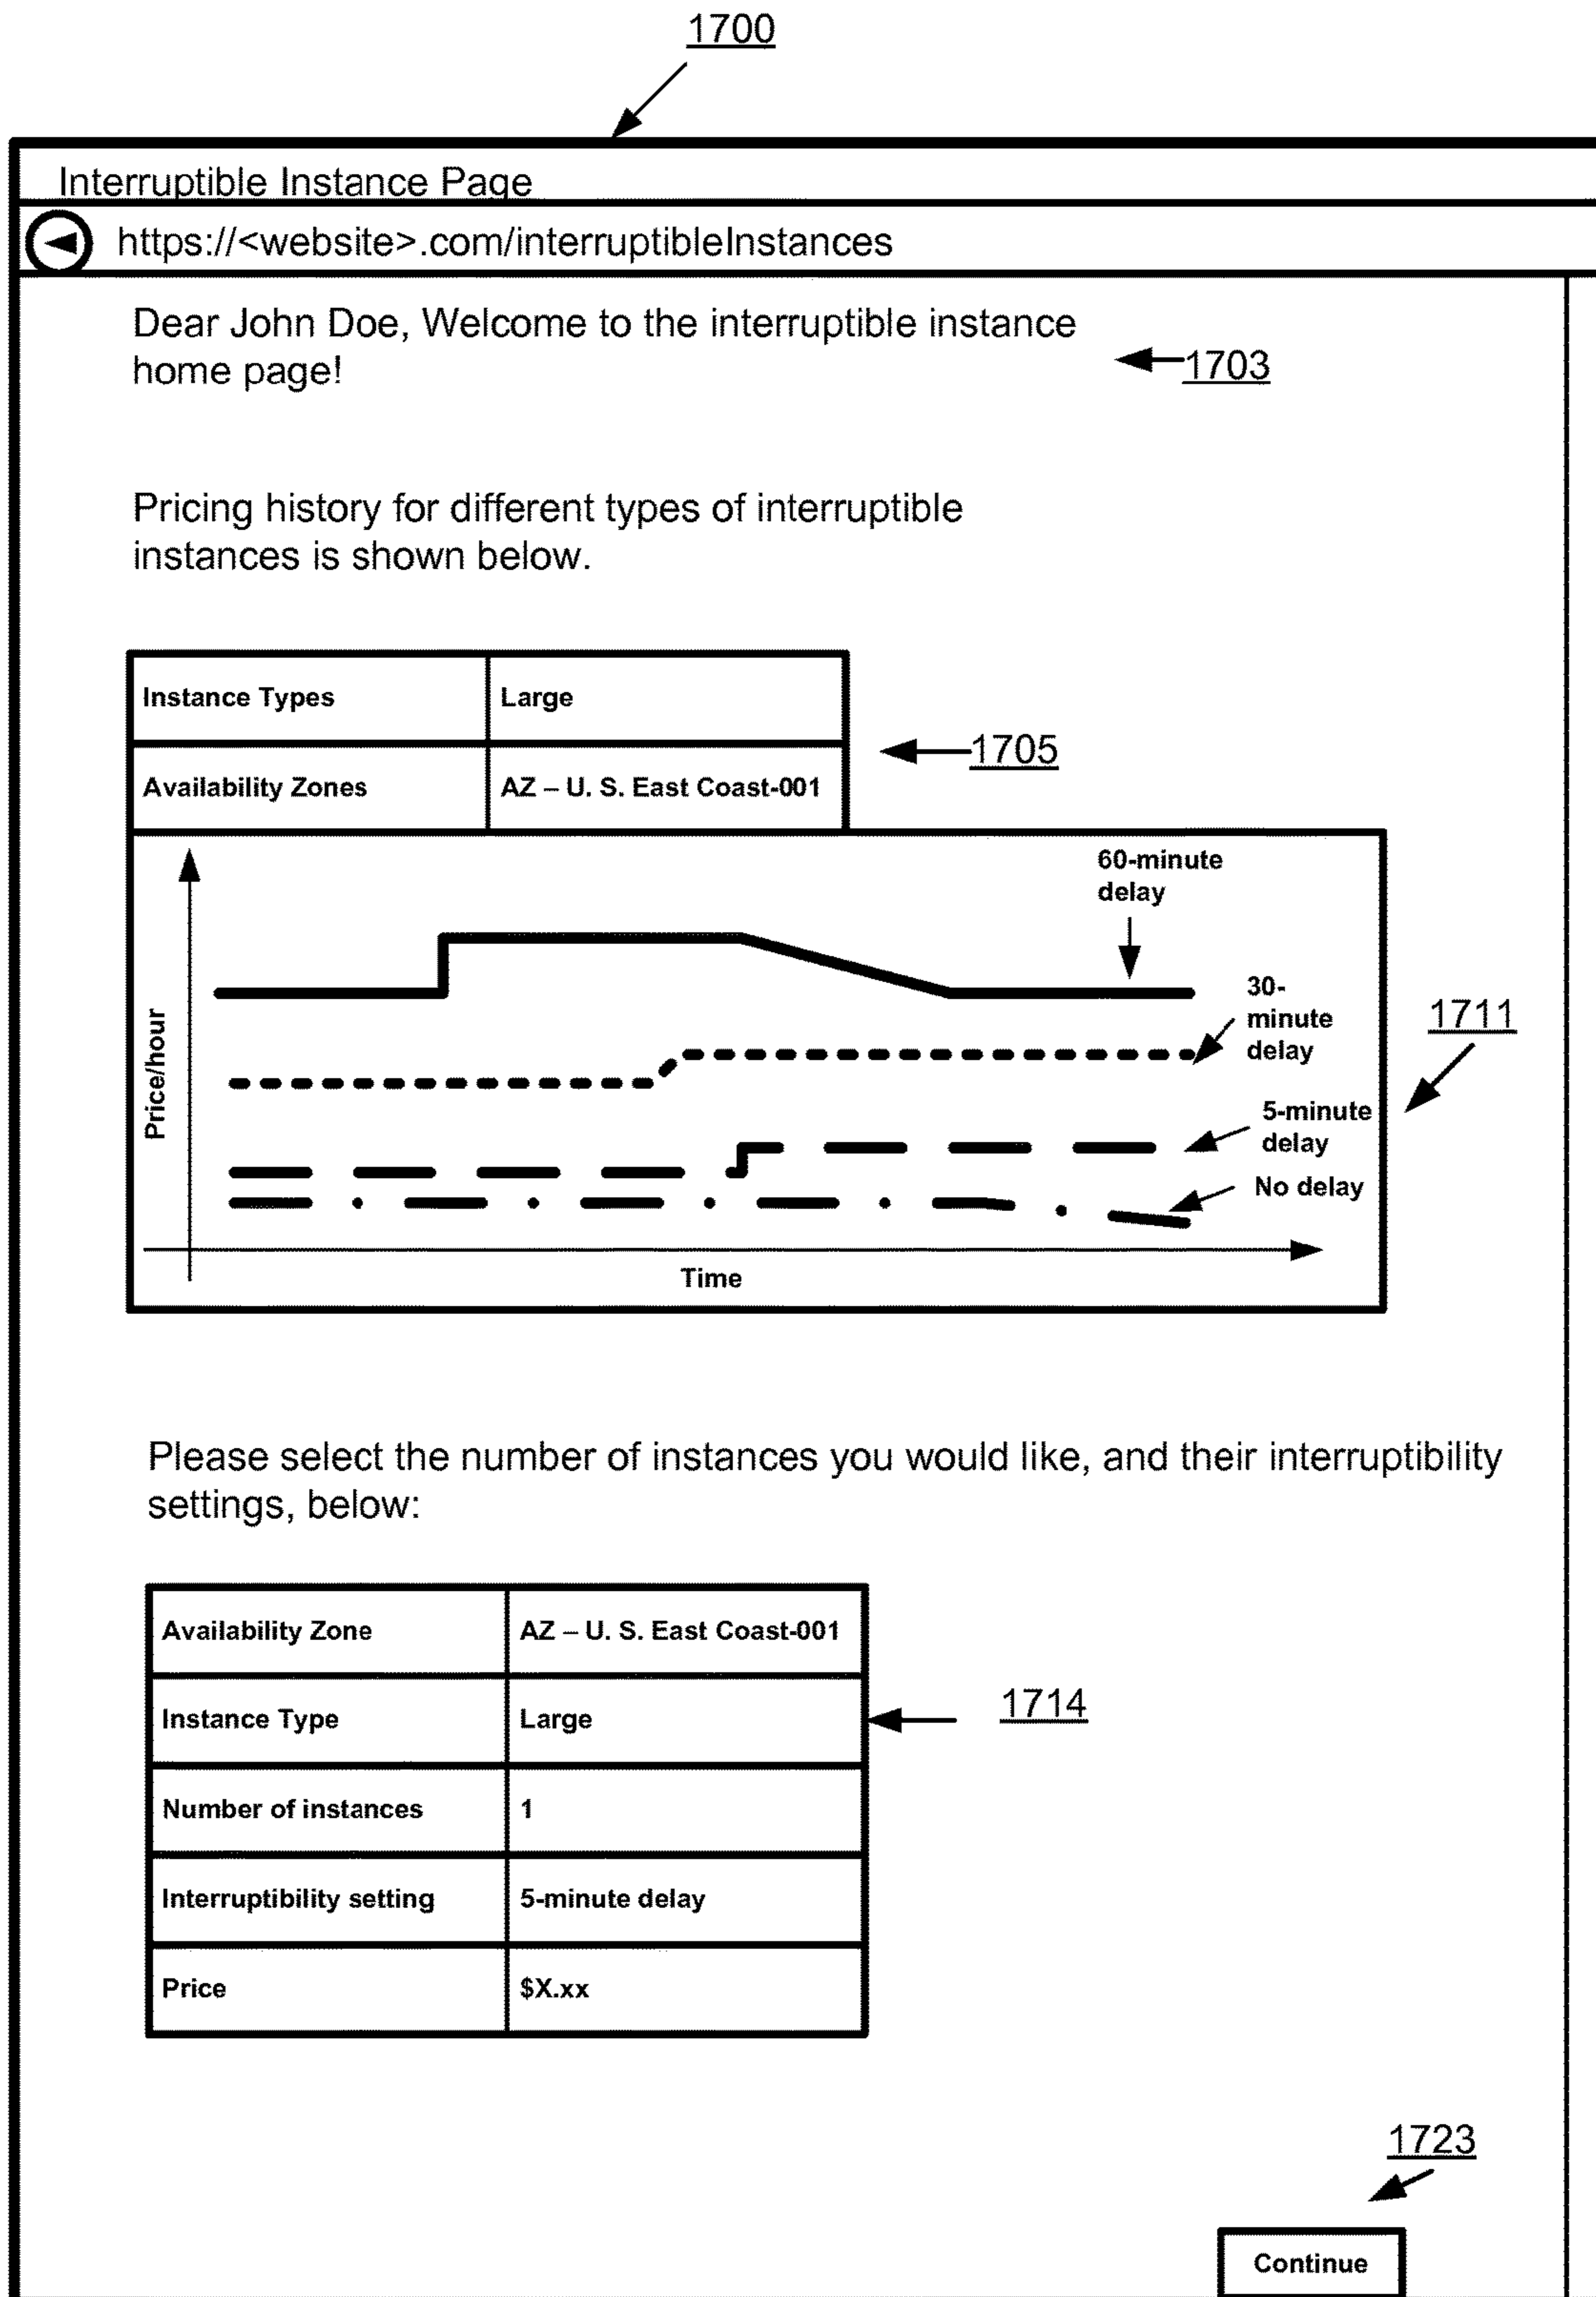 1700
Interruptible Instance Page
https://<website>.com/interruptibleInstances
Dear John Doe, Welcome to the interruptible instance
home page!
1703
Pricing history for different types of interruptible
instances is shown below.
Instance Types
Large
1705
Availability Zones
AZ – U. S. East Coast-001
60-minute
delay
30-
minute
delay
1711
Price/hour
5-minute
delay
No delay
Time
Please select the number of instances you would like, and their interruptibility
settings, below:
Availability Zone
AZ – U. S. East Coast-001
Instance Type
Large
1714
Number of instances
1
Interruptibility setting
5-minute delay
Price
$X.xx
1723
Continue